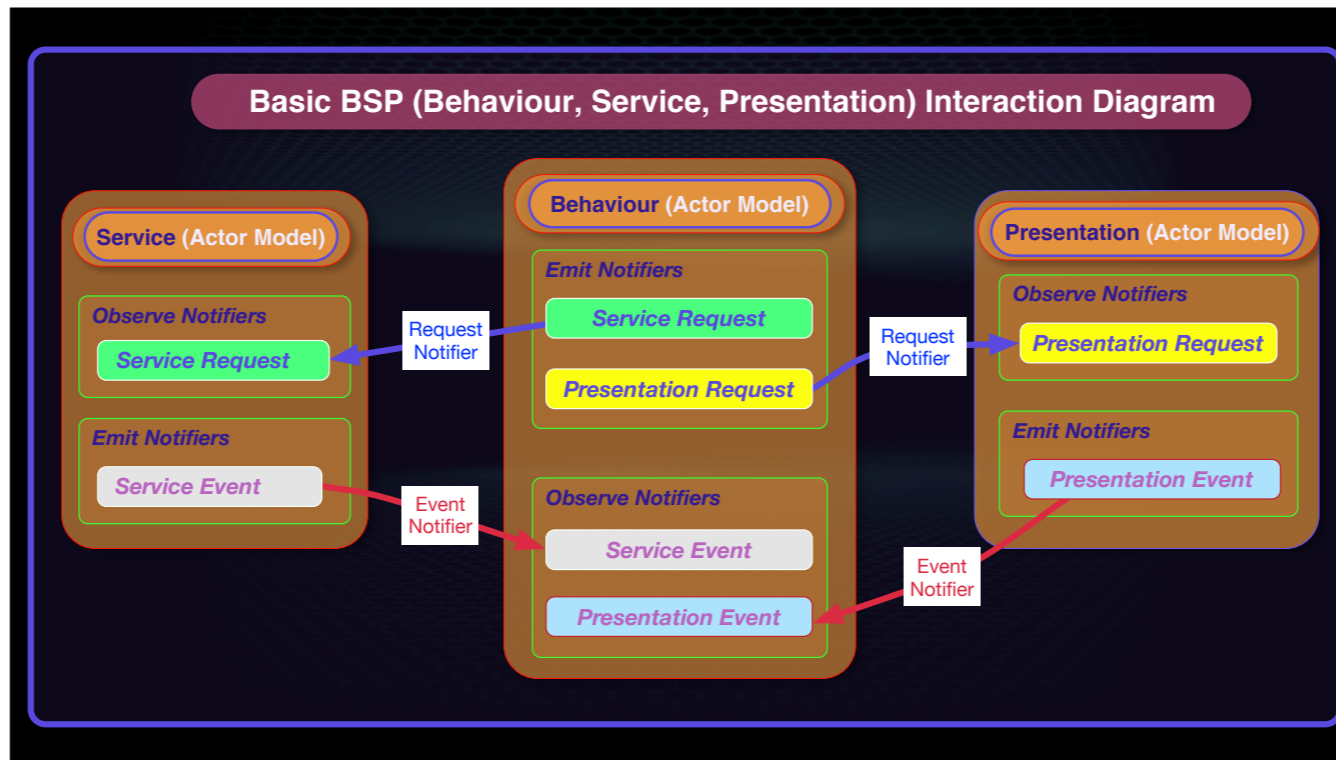 Basic BSP (Behaviour, Service, Presentation) Interaction Diagram
Service (Actor Model)
Observe Notifiers
Service Request
Emit Notifiers
Service Event
Request
Notifier
Event
Notifier
Behaviour (Actor Model)
Emit Notifiers
Service Request
Presentation Request
Observe Notifiers
Service Event
Presentation Event
Request
Notifier
Event
Notifier
Presentation (Actor Model)
Observe Notifiers
Presentation Request
Emit Notifiers
Presentation Event